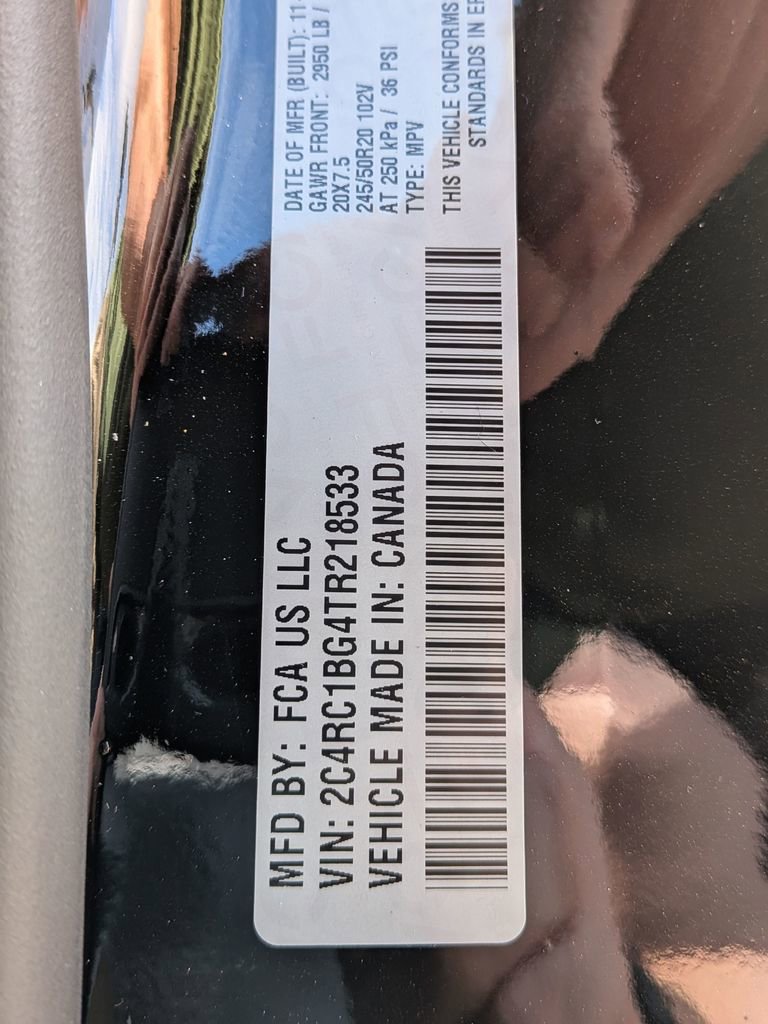 MFD BY: FCA US LLC
VIN: 2C4RC1BG4TR218533
VEHICLE MADE IN: CANADA
DATE OF MFR (BUILT): 11
GAWR FRONT: 2950 LB /
20X7.5
245/50R20 102V
AT 250 kPa / 36 PSI
TYPE: MPV
THIS VEHICLE CONFORMS
STANDARDS IN